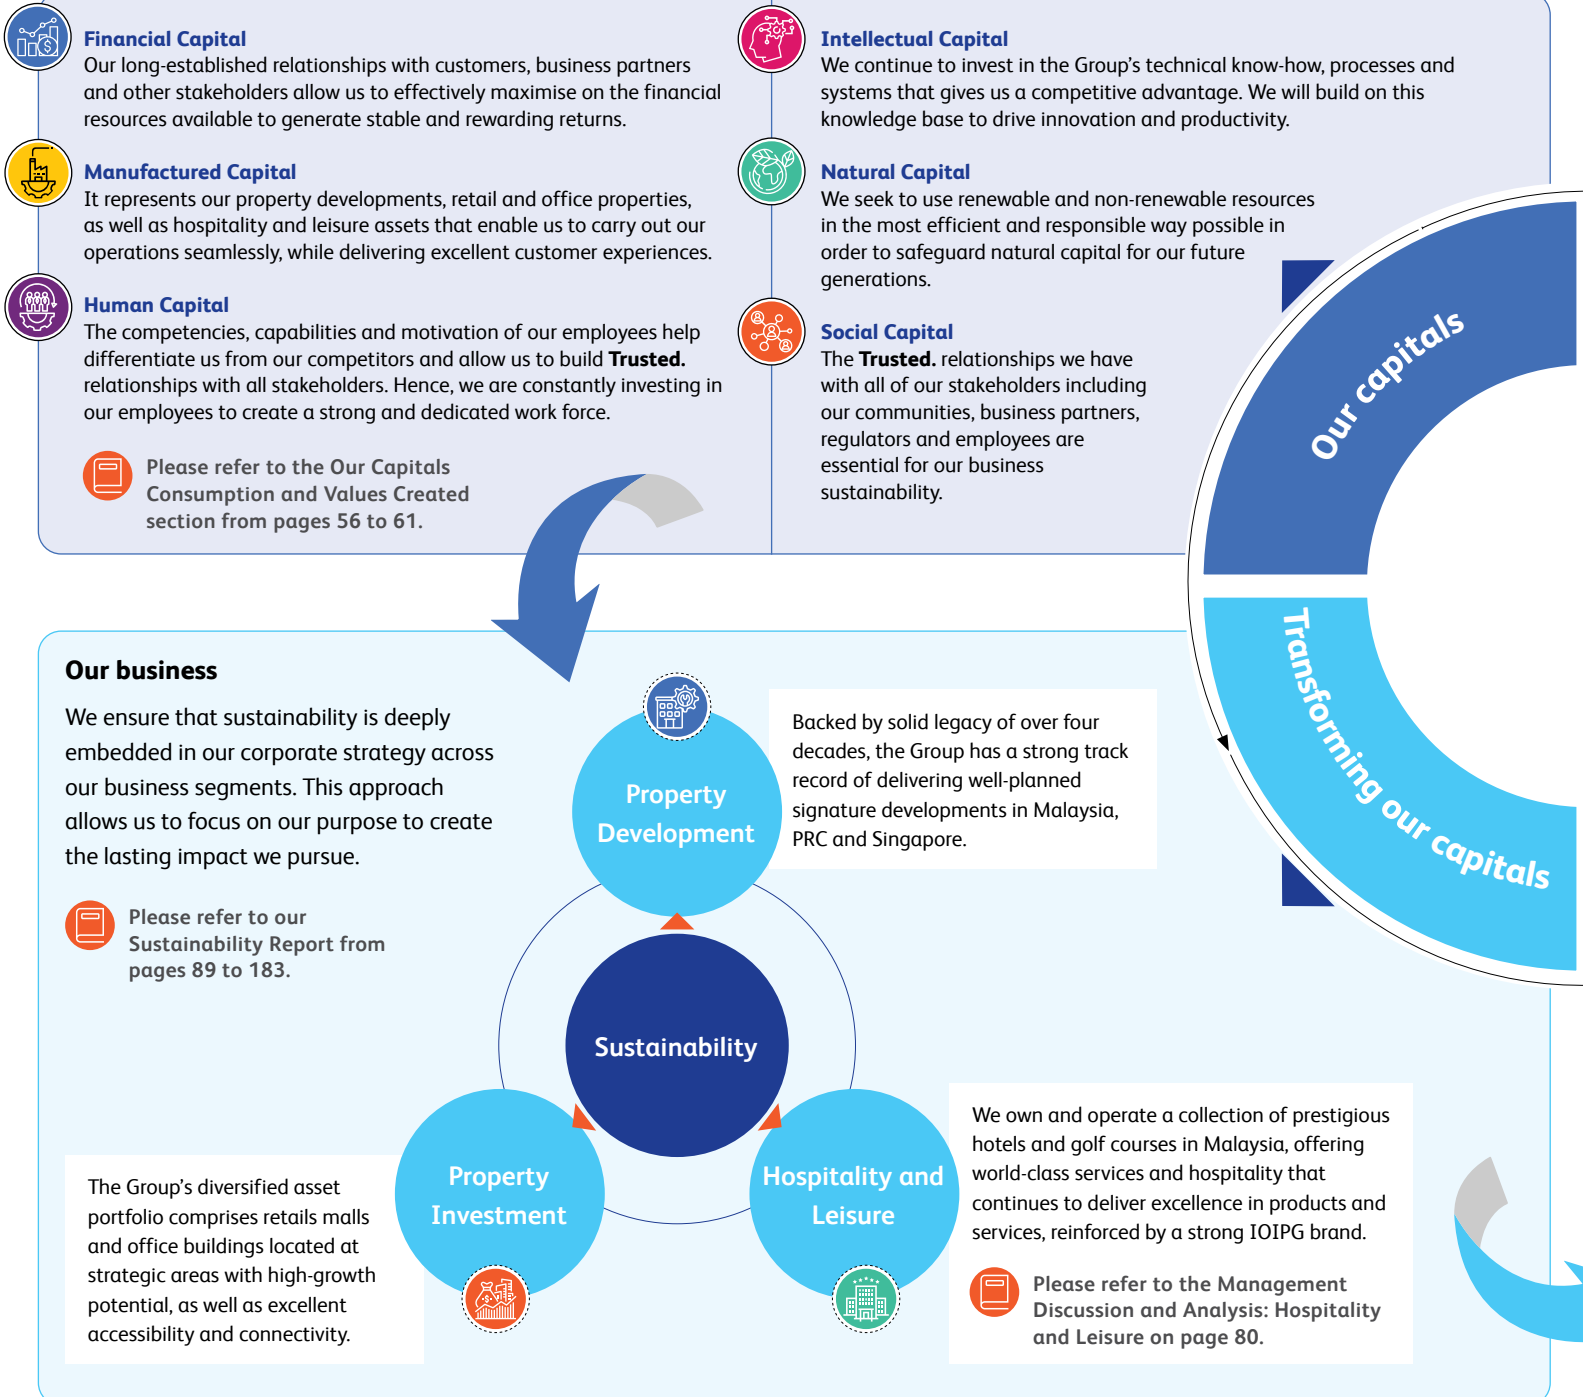 Financial Capital
Our long-established relationships with customers, business partners
and other stakeholders allow us to effectively maximise on the financial
resources available to generate stable and rewarding returns.
Manufactured Capital
It represents our property developments, retail and office properties,
as well as hospitality and leisure assets that enable us to carry out our
operations seamlessly, while delivering excellent customer experiences.
Human Capital
The competencies, capabilities and motivation of our employees help
differentiate us from our competitors and allow us to build Trusted.
relationships with all stakeholders. Hence, we are constantly investing in
our employees to create a strong and dedicated work force.
Please refer to the Our Capitals
Consumption and Values Created
section from pages 56 to 61.
Intellectual Capital
We continue to invest in the Group's technical know-how, processes and
systems that gives us a competitive advantage. We will build on this
knowledge base to drive innovation and productivity.
Natural Capital
We seek to use renewable and non-renewable resources
in the most efficient and responsible way possible in
order to safeguard natural capital for our future
generations.
Social Capital
The Trusted. relationships we have
with all of our stakeholders including
our communities, business partners,
regulators and employees are
essential for our business
sustainability.
Our capitals
Transforming our capitals
Our business
We ensure that sustainability is deeply
embedded in our corporate strategy across
our business segments. This approach
allows us to focus on our purpose to create
the lasting impact we pursue.
Please refer to our
Sustainability Report from
pages 89 to 183.
Property
Development
Backed by solid legacy of over four
decades, the Group has a strong track
record of delivering well-planned
signature developments in Malaysia,
PRC and Singapore.
Sustainability
Property
Investment
The Group's diversified asset
portfolio comprises retails malls
and office buildings located at
strategic areas with high-growth
potential, as well as excellent
accessibility and connectivity.
Hospitality and
Leisure
We own and operate a collection of prestigious
hotels and golf courses in Malaysia, offering
world-class services and hospitality that
continues to deliver excellence in products and
services, reinforced by a strong IOIPG brand.
Please refer to the Management
Discussion and Analysis: Hospitality
and Leisure on page 80.